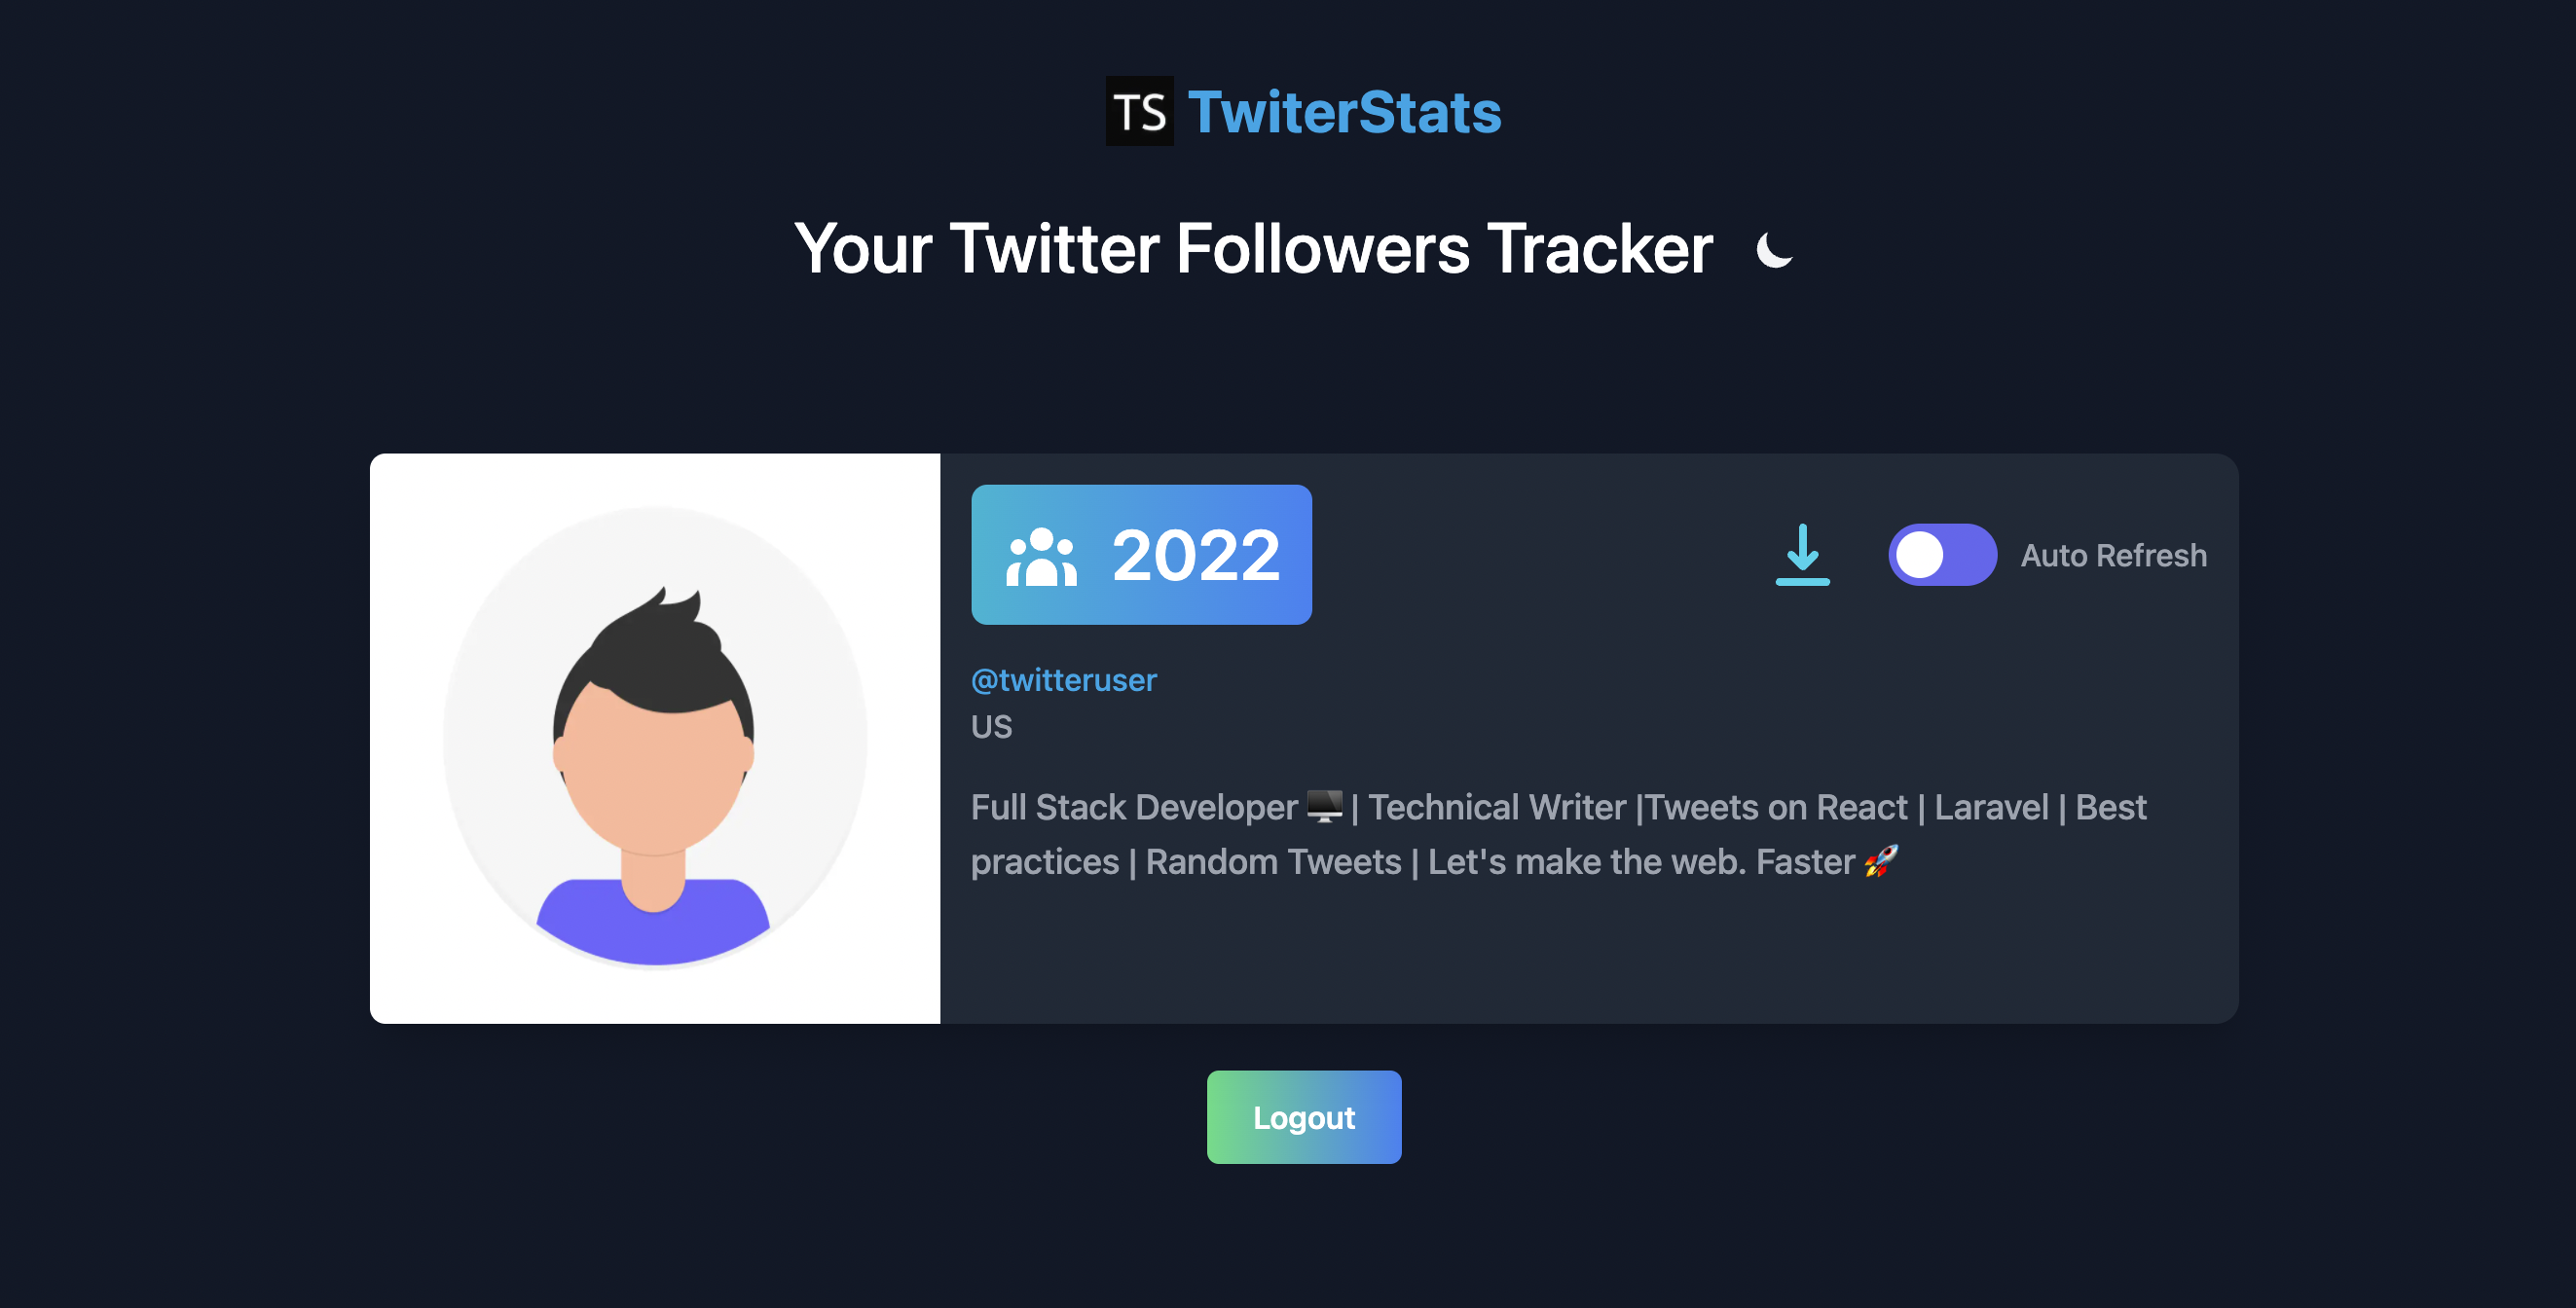 TS TwiterStats
Your Twitter Followers Tracker
2022
Auto Refresh
@twitteruser
US
Full Stack Developer 🖥️ | Technical Writer |Tweets on React | Laravel | Best
practices | Random Tweets | Let's make the web. Faster 🚀
Logout